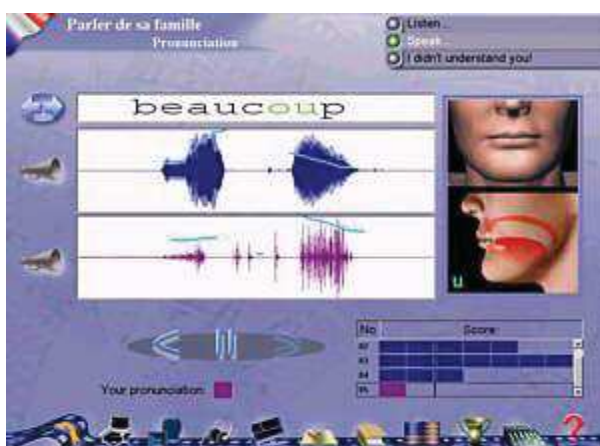 Parler de sa famille
Pronunciation
Listen...
Speak...
I didn't understand you!
beaucoup
u
No
Score:
Your pronunciation:
?